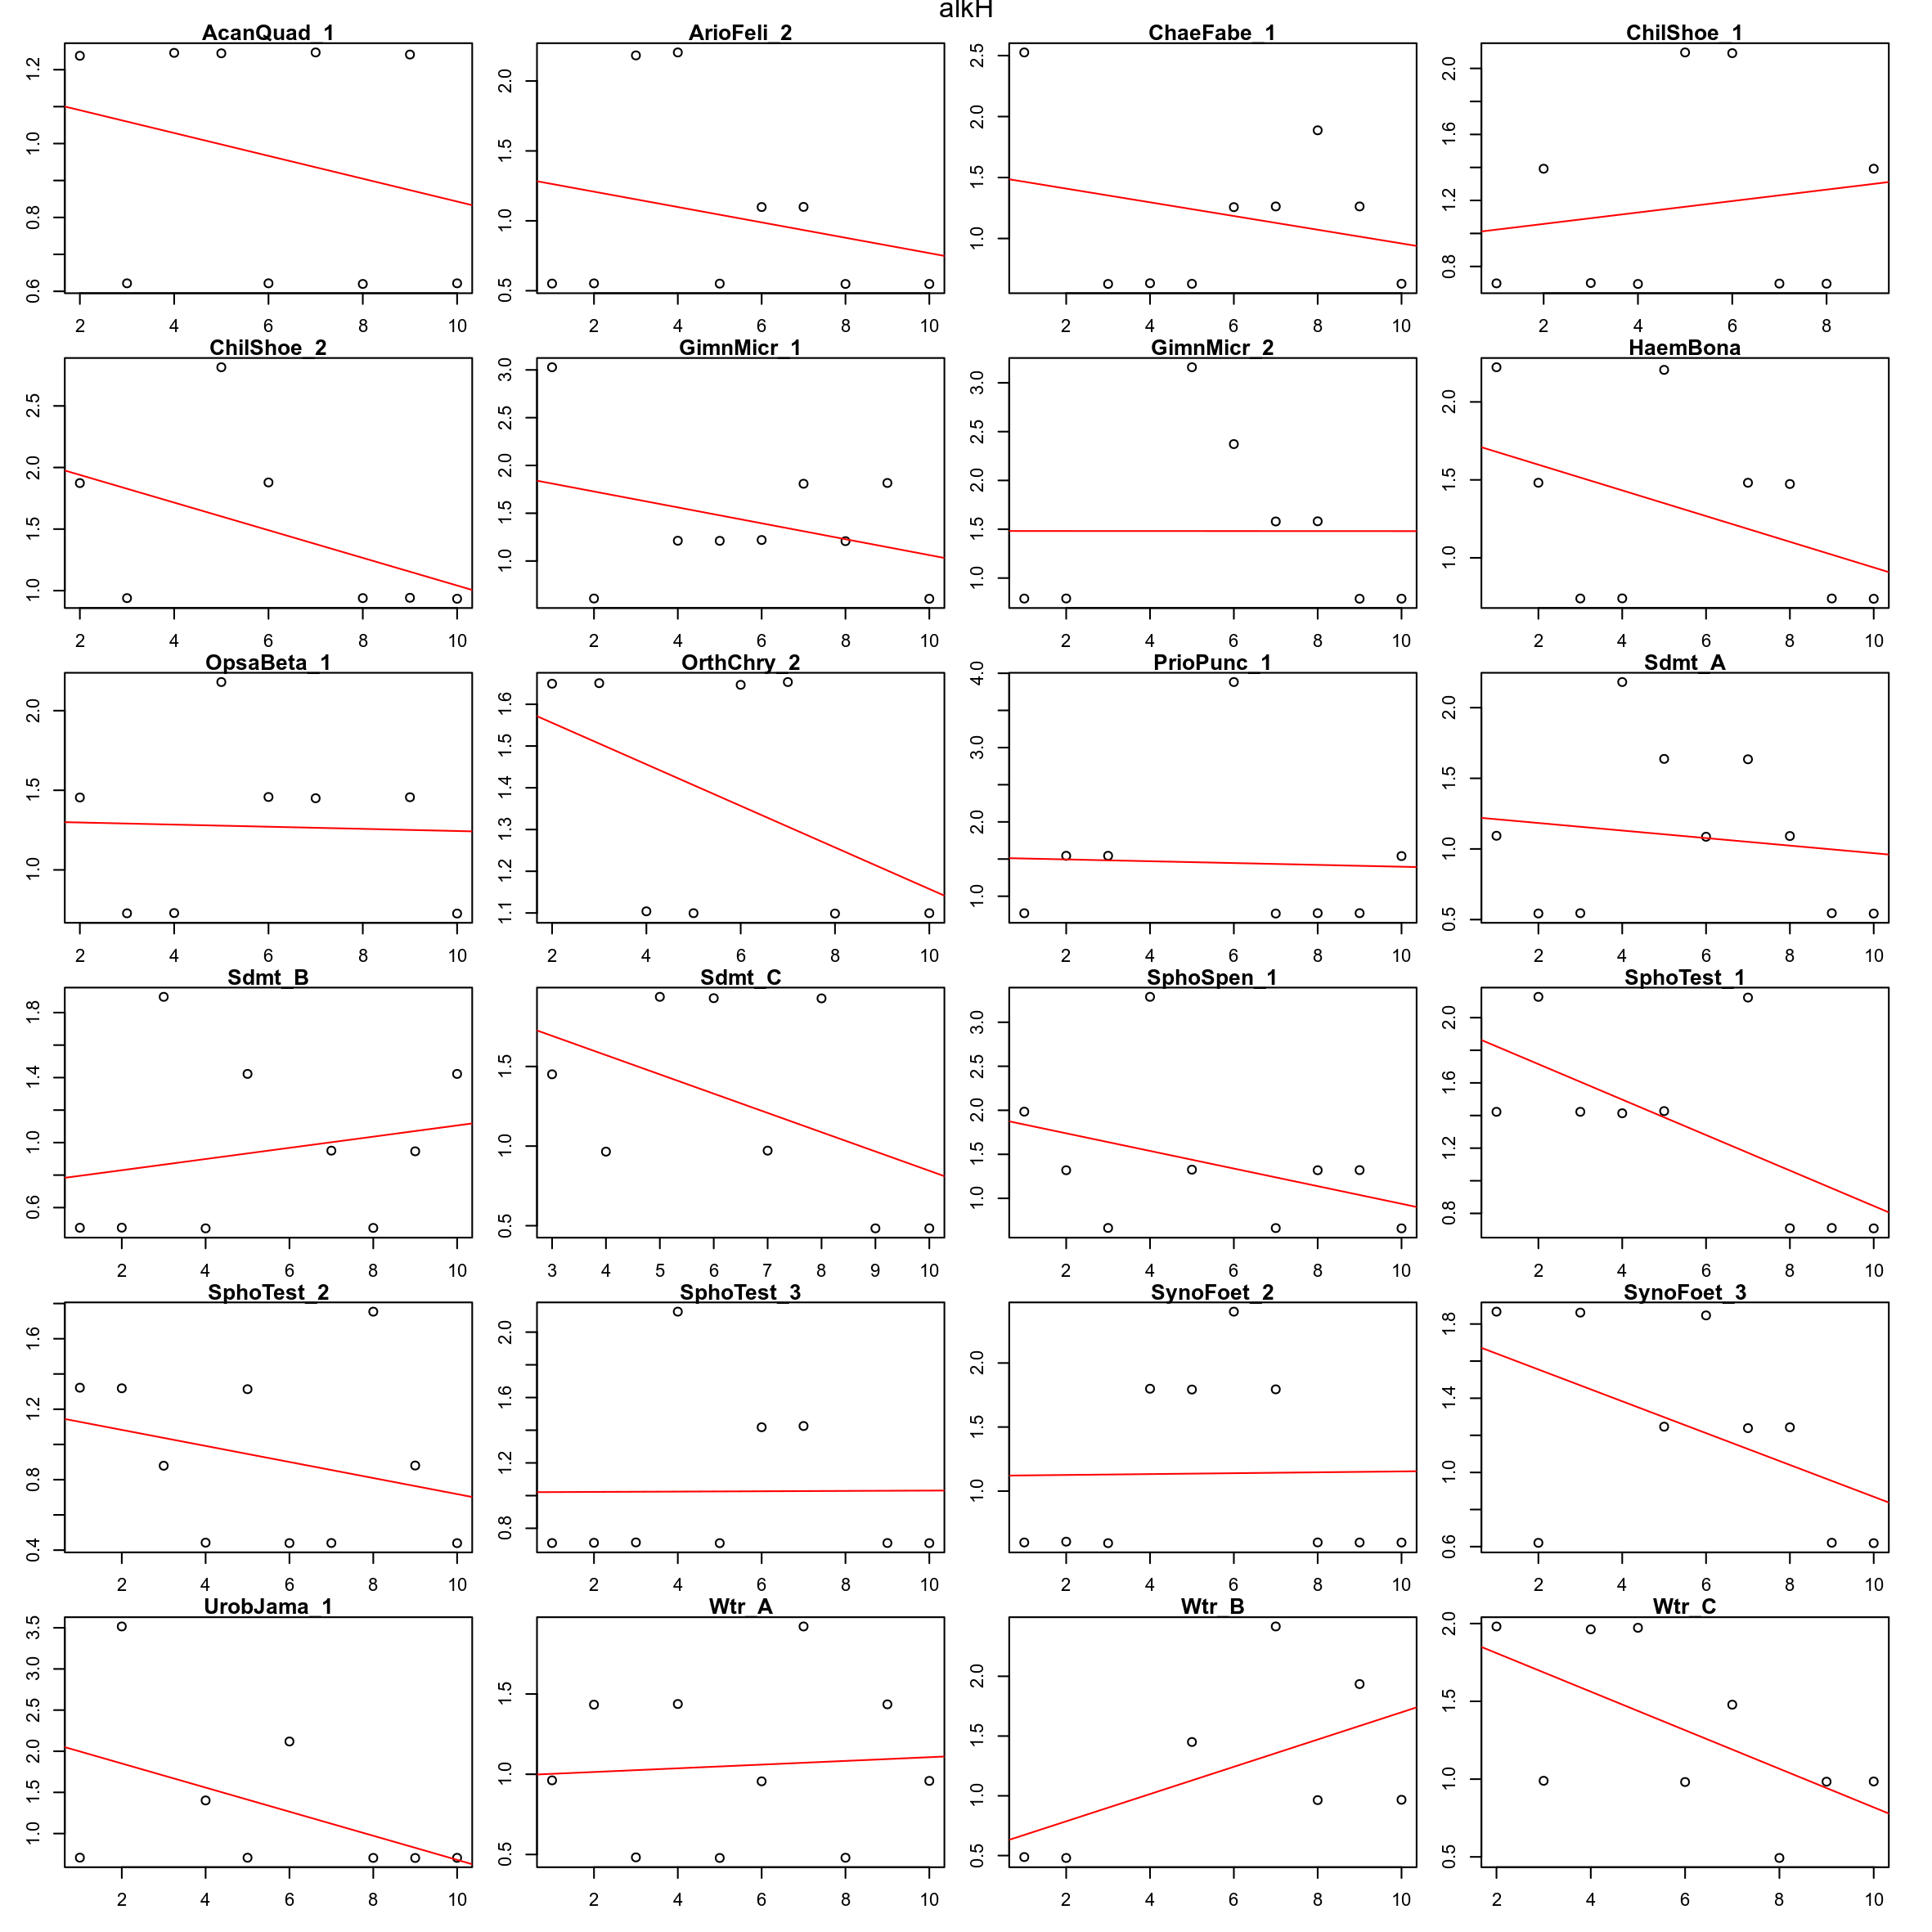 alkH
AcanQuad_1 ArioFeli_2 ChaeFabe_1 ChilShoe_1
0.6 0.8 1.0 1.2 0.5 1.0 1.5 2.0 1.0 1.5 2.0 2.5 0.8 1.2 1.6 2.0
2 4 6 8 10 2 4 6 8 10 2 4 6 8 10 2 4 6 8
ChilShoe_2 GimnMicr_1 GimnMicr_2 HaemBona
1.0 1.5 2.0 2.5 1.0 1.5 2.0 2.5 3.0 1.0 1.5 2.0 2.5 3.0 1.0 1.5 2.0
2 4 6 8 10 2 4 6 8 10 2 4 6 8 10 2 4 6 8 10
OpsaBeta_1 OrthChry_2 PrioPunc_1 Sdmt_A
1.0 1.5 2.0 1.1 1.2 1.3 1.4 1.5 1.6 1.0 2.0 3.0 4.0 0.5 1.0 1.5 2.0
2 4 6 8 10 2 4 6 8 10 2 4 6 8 10 2 4 6 8 10
Sdmt_B Sdmt_C SphoSpen_1 SphoTest_1
0.6 1.0 1.4 1.8 0.5 1.0 1.5 1.0 1.5 2.0 2.5 3.0 0.8 1.2 1.6 2.0
2 4 6 8 10 3 4 5 6 7 8 9 10 2 4 6 8 10 2 4 6 8 10
SphoTest_2 SphoTest_3 SynoFoet_2 SynoFoet_3
0.4 0.8 1.2 1.6 0.8 1.2 1.6 2.0 1.0 1.5 2.0 0.6 1.0 1.4 1.8
2 4 6 8 10 2 4 6 8 10 2 4 6 8 10 2 4 6 8 10
UrobJama_1 Wtr_A Wtr_B Wtr_C
1.0 1.5 2.0 2.5 3.0 3.5 0.5 1.0 1.5 0.5 1.0 1.5 2.0 0.5 1.0 1.5 2.0
2 4 6 8 10 2 4 6 8 10 2 4 6 8 10 2 4 6 8 10